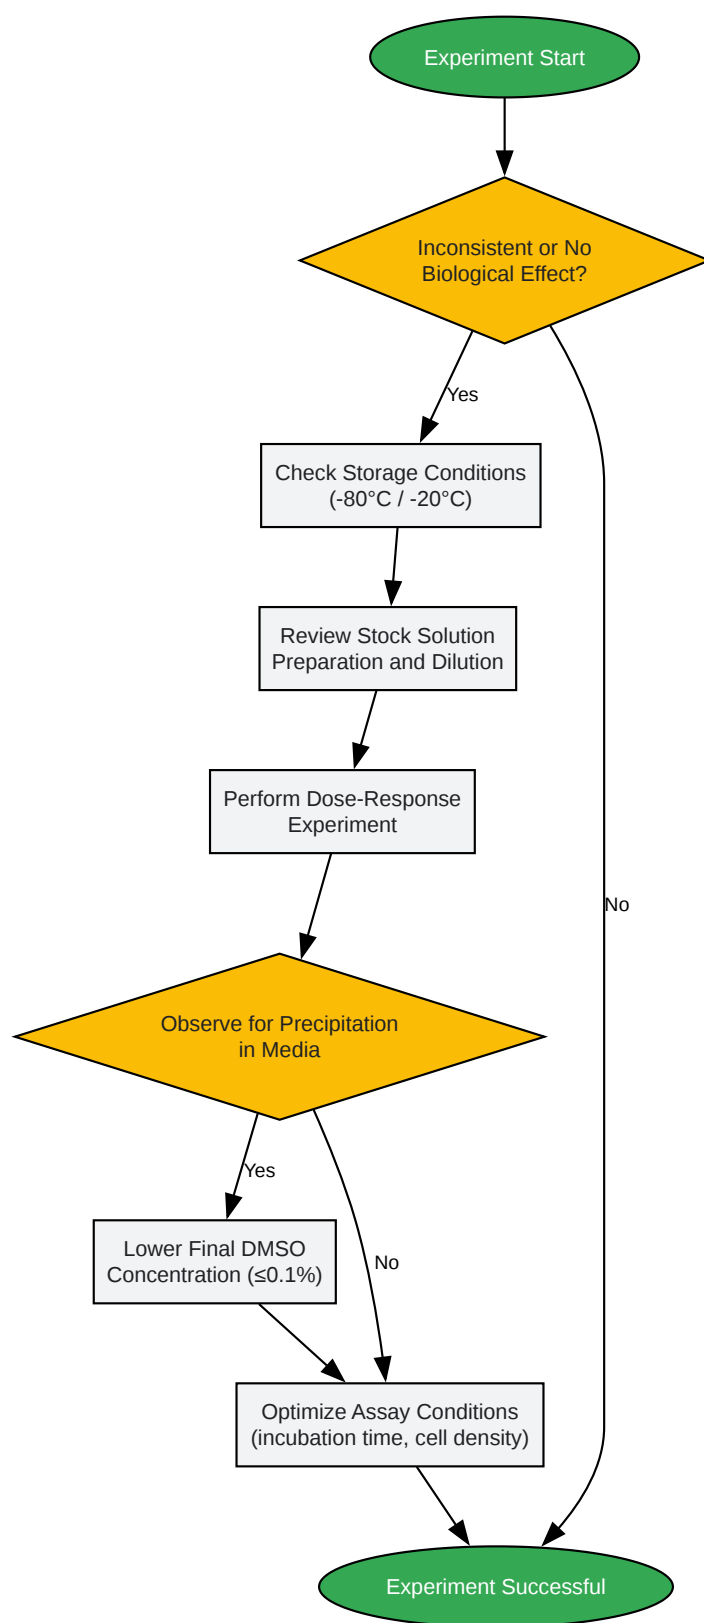 Experiment Start
Inconsistent or No
Biological Effect?
Yes
Check Storage Conditions
(-80°C / -20°C)
Review Stock Solution
Preparation and Dilution
Perform Dose-Response
Experiment
No
Observe for Precipitation
in Media
Yes
Lower Final DMSO
Concentration (≤0.1%)
No
Optimize Assay Conditions
(incubation time, cell density)
Experiment Successful